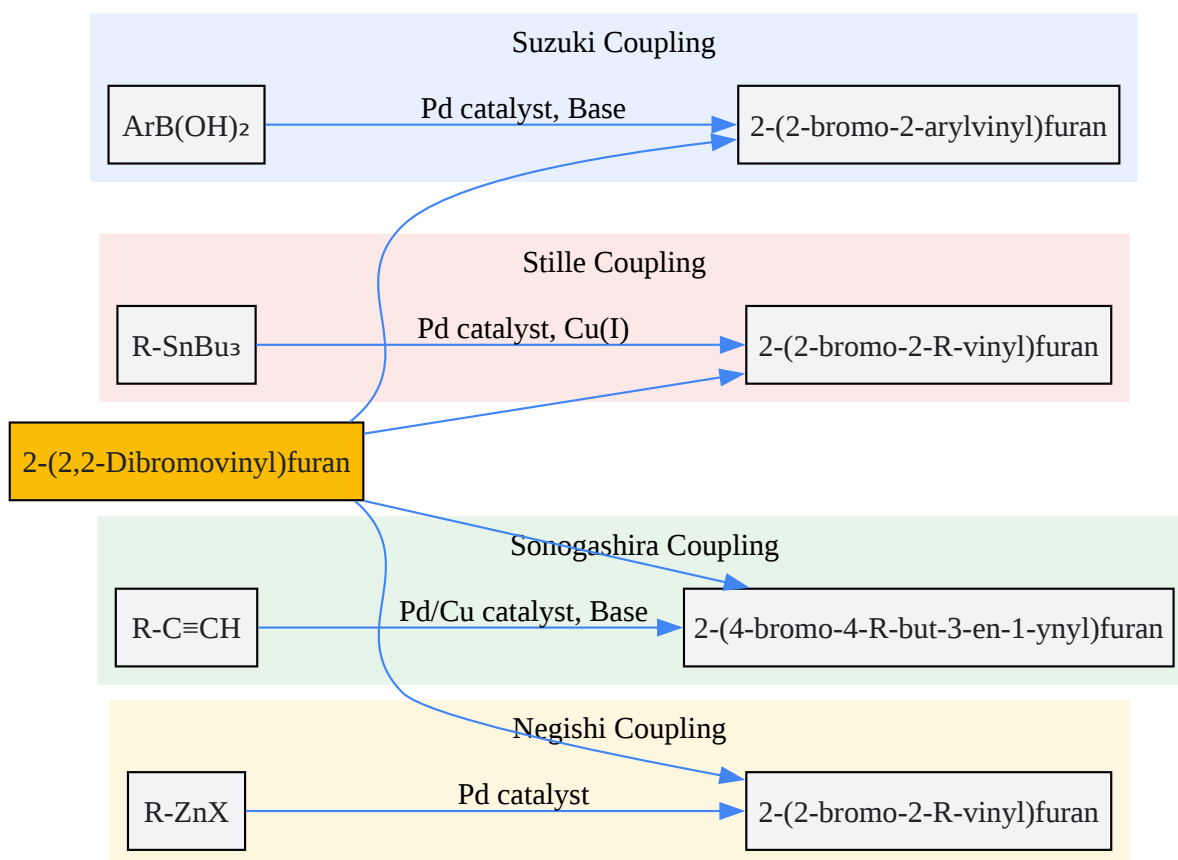 Suzuki Coupling
ArB(OH)₂
Pd catalyst, Base
2-(2-bromo-2-arylvinyl)furan
Stille Coupling
R-SnBu₃
Pd catalyst, Cu(I)
2-(2-bromo-2-R-vinyl)furan
2-(2,2-Dibromovinyl)furan
Sonogashira Coupling
R-C≡CH
Pd/Cu catalyst, Base
2-(4-bromo-4-R-but-3-en-1-ynyl)furan
Negishi Coupling
R-ZnX
Pd catalyst
2-(2-bromo-2-R-vinyl)furan